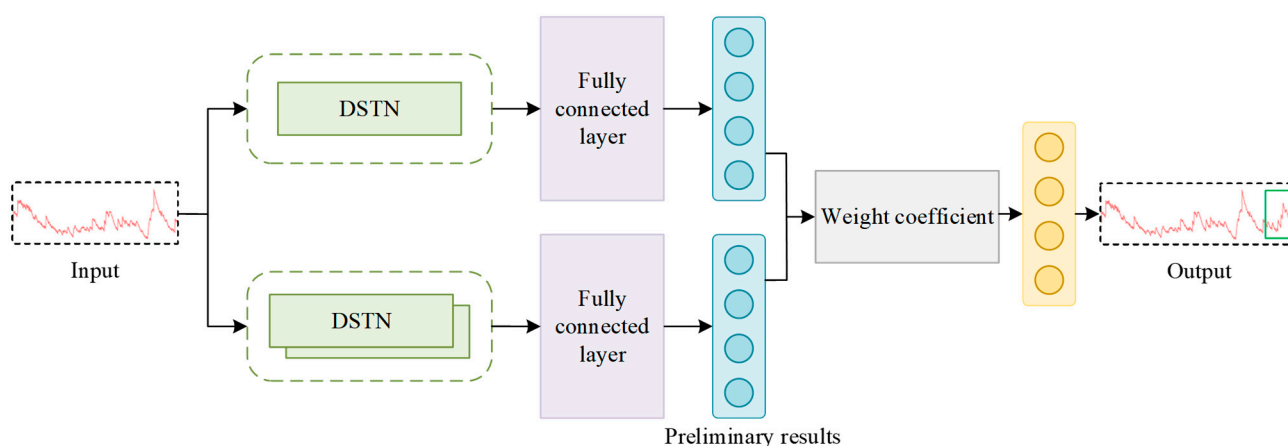 DSTN
Fully
connected
layer
Input
Weight coefficient
Output
DSTN
Fully
connected
layer
Preliminary results